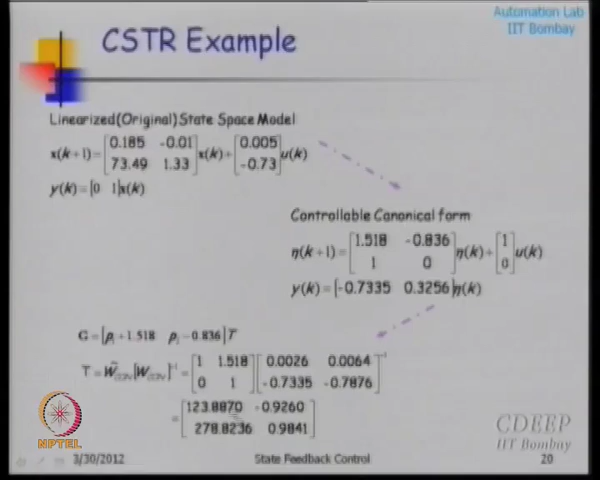 Automation Lab
IIT Bombay
CSTR Example
Linearized(Original) State Space Model
x(k+1)=[0.185 -0.01; 73.49 1.33]x(k)+[0.005; -0.73]u(k)
y(k)=[0 1]x(k)
Controllable Canonical form
η(k+1)=[1.518 -0.836; 1 0]η(k)+[1; 0]u(k)
y(k)=[-0.7335 0.3256]η(k)
G=[p₁+1.518 p₂-0.836]T
T=W̃_CON[W_CON]⁻¹=[1 1.518; 0 1][0.0026 0.0064; -0.7335 -0.7876]⁻¹
=[123.8870 -0.9260; 278.8236 0.9841]
NPTEL
CDEEP
IIT Bombay
3/30/2012
State Feedback Control
20